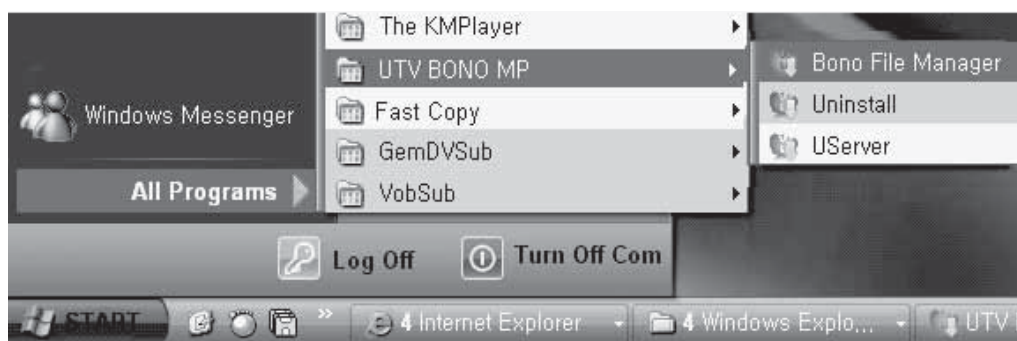 The KMPlayer
UTV BONO MP
Fast Copy
GemDVSub
VobSub
Bono File Manager
Uninstall
UServer
Windows Messenger
All Programs
Log Off
Turn Off Com
START
»
4 Internet Explorer
4 Windows Explo...
UTV